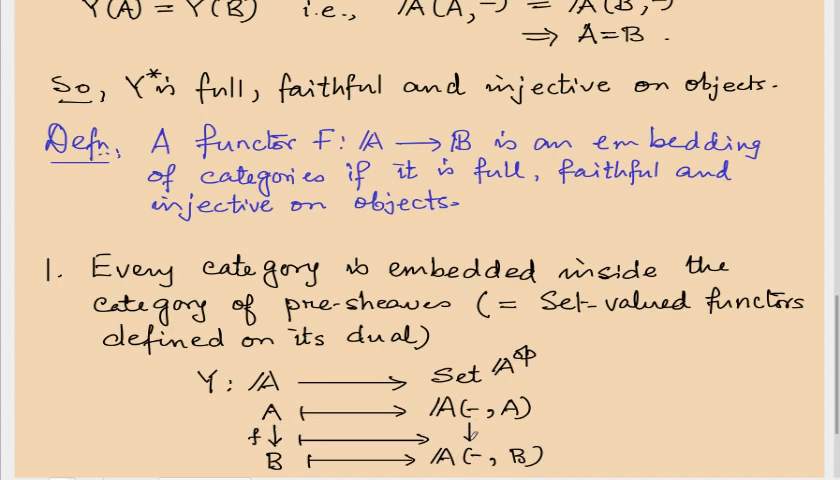 Y(A) = Y(B) i.e., 𝔸(A, −) = 𝔸(B, −)
⟹ A = B.
So, Y* is full, faithful and injective on objects.
Defn. A functor F: 𝔸 ⟶ 𝔹 is an embedding
of categories if it is full, faithful and
injective on objects.
1. Every category is embedded inside the
category of pre-sheaves (= Set-valued functors
defined on its dual)
Y: 𝔸 ⟶ Set 𝔸^op
A ⟼ 𝔸(−, A)
f ↓ ⟼ ↓
B ⟼ 𝔸(−, B)